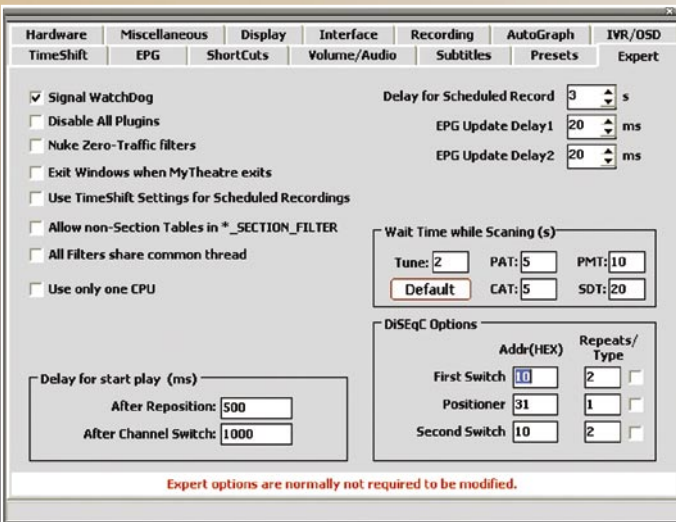 Hardware Miscellaneous Display Interface Recording AutoGraph IVR/OSD
TimeShift EPG ShortCuts Volume/Audio Subtitles Presets Expert
Signal WatchDog
Disable All Plugins
Nuke Zero-Traffic filters
Exit Windows when MyTheatre exits
Use TimeShift Settings for Scheduled Recordings
Allow non-Section Tables in *_SECTION_FILTER
All Filters share common thread
Use only one CPU
Delay for Scheduled Record 3 s
EPG Update Delay1 20 ms
EPG Update Delay2 20 ms
Wait Time while Scaning (s)
Tune: 2 PAT: 5 PMT: 10
Default CAT: 5 SDT: 20
DiSEqC Options
Addr(HEX) Repeats/
Type
First Switch 10 2
Positioner 31 1
Second Switch 10 2
Delay for start play (ms)
After Reposition: 500
After Channel Switch: 1000
Expert options are normally not required to be modified.